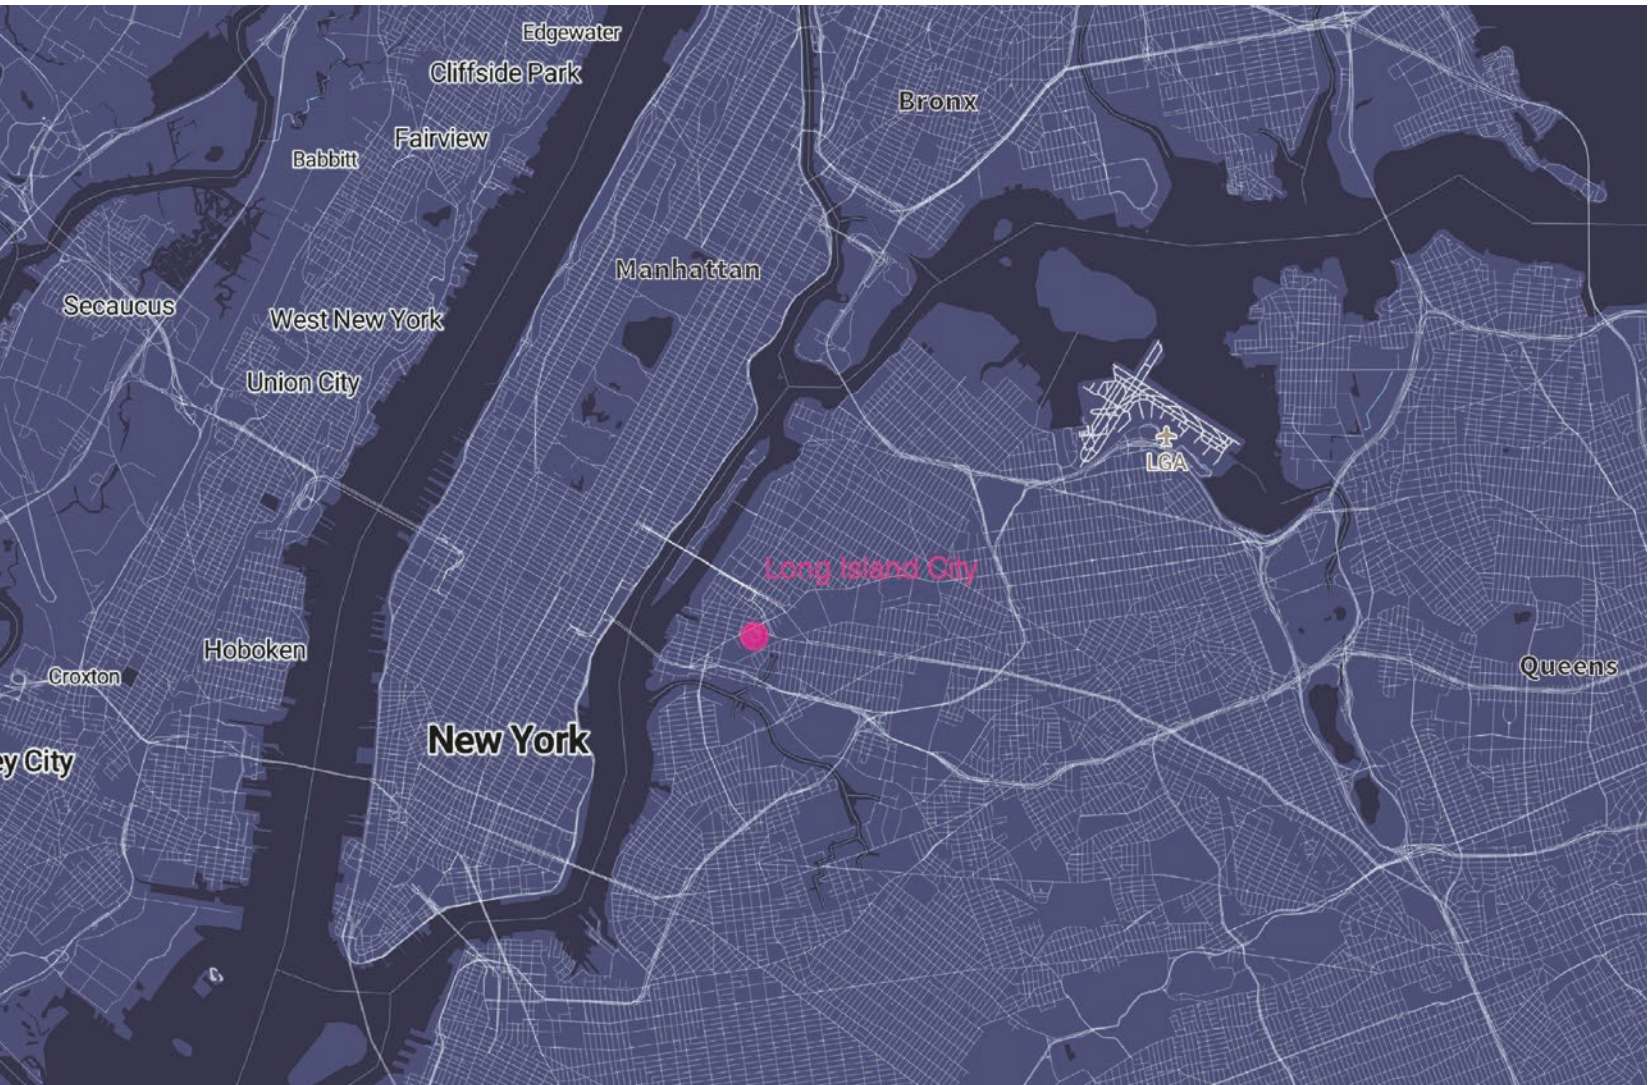 Edgewater
Cliffside Park
Bronx
Fairview
Babbitt
Manhattan
Secaucus
West New York
Union City
LGA
Long Island City
Hoboken
Queens
Croxton
New York
ey City